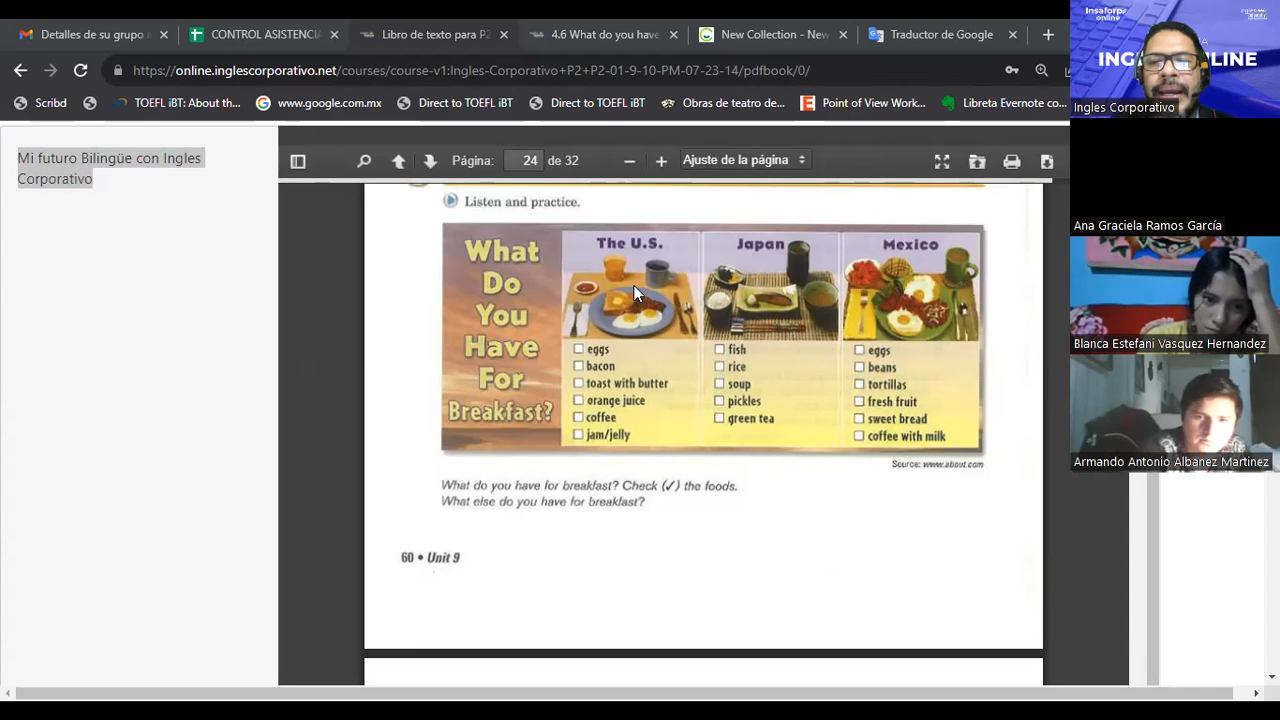 Detalles de su grupo
CONTROL ASISTENCIA
Libro de texto para P2
4.6 What do you have
New Collection - New
Traductor de Google
https://online.inglescorporativo.net/courses/course-v1:Ingles-Corporativo+P2+P2-01-9-10-PM-07-23-14/pdfbook/0/
Scribd
TOEFL iBT: About th...
www.google.com.mx
Direct to TOEFL iBT
Direct to TOEFL iBT
Obras de teatro de...
Point of View Work...
Libreta Evernote co...
Mi futuro Bilingüe con Ingles
Corporativo
Página:
24
de 32
Ajuste de la página
Listen and practice.
What
Do
You
Have
For
Breakfast?
The U.S.
eggs
bacon
toast with butter
orange juice
coffee
jam/jelly
Japan
fish
rice
soup
pickles
green tea
Mexico
eggs
beans
tortillas
fresh fruit
sweet bread
coffee with milk
Source: www.about.com
What do you have for breakfast? Check (✓) the foods.
What else do you have for breakfast?
60 • Unit 9
Insaforp
online
Ingles Corporativo
Ana Graciela Ramos García
Blanca Estefani Vasquez Hernandez
Armando Antonio Albanez Martinez